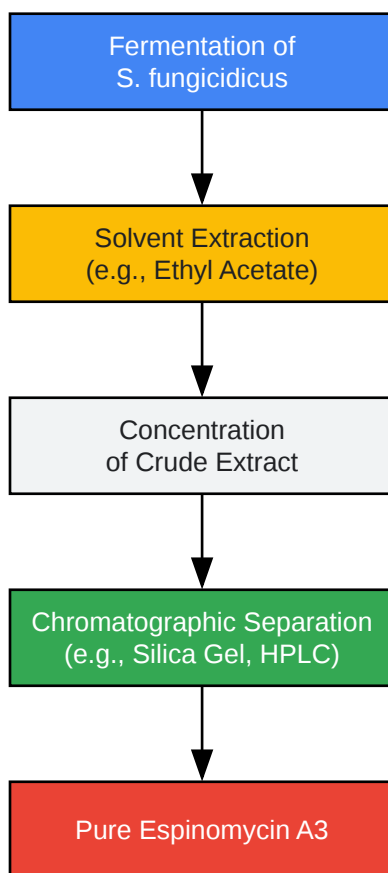 Fermentation of
S. fungicidicus
Solvent Extraction
(e.g., Ethyl Acetate)
Concentration
of Crude Extract
Chromatographic Separation
(e.g., Silica Gel, HPLC)
Pure Espinomycin A3